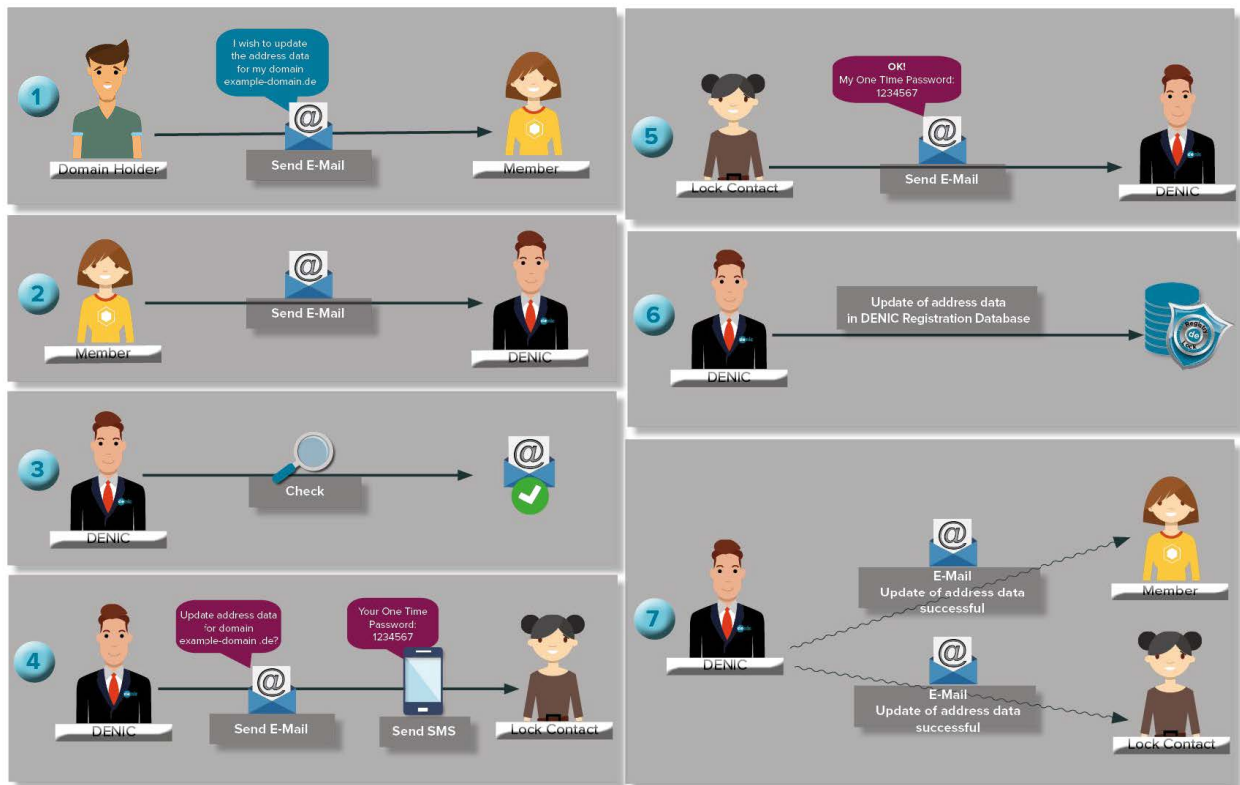 1
I wish to update
the address data
for my domain
example-domain.de
@
Send E-Mail
Domain Holder
Member
2
@
Send E-Mail
Member
DENIC
3
@
Check
DENIC
4
Update address data
for domain
example-domain .de?
Your One Time
Password:
1234567
@
Send E-Mail
Send SMS
DENIC
Lock Contact
5
OK!
My One Time Password:
1234567
@
Send E-Mail
Lock Contact
DENIC
6
Update of address data
in DENIC Registration Database
Registry
de
Lock
DENIC
7
@
E-Mail
Update of address data
successful
Member
DENIC
@
E-Mail
Update of address data
successful
Lock Contact